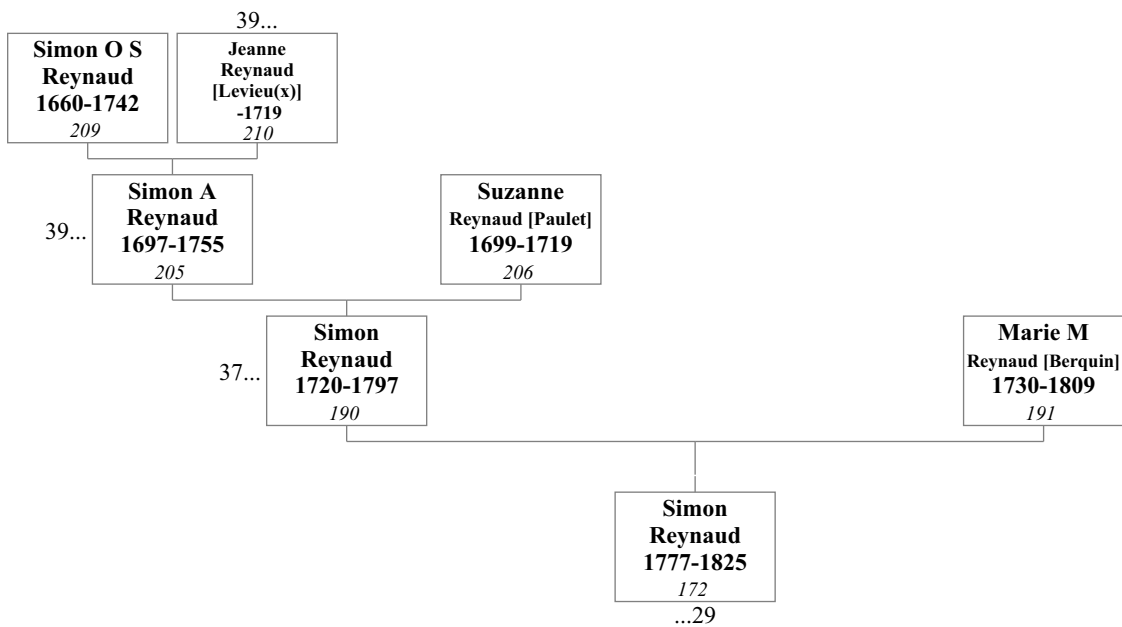 39...
Simon O S
Reynaud
1660-1742
209
Jeanne
Reynaud
[Levieu(x)]
-1719
210
39...
Simon A
Reynaud
1697-1755
205
Suzanne
Reynaud [Paulet]
1699-1719
206
37...
Simon
Reynaud
1720-1797
190
Marie M
Reynaud [Berquin]
1730-1809
191
Simon
Reynaud
1777-1825
172
...29